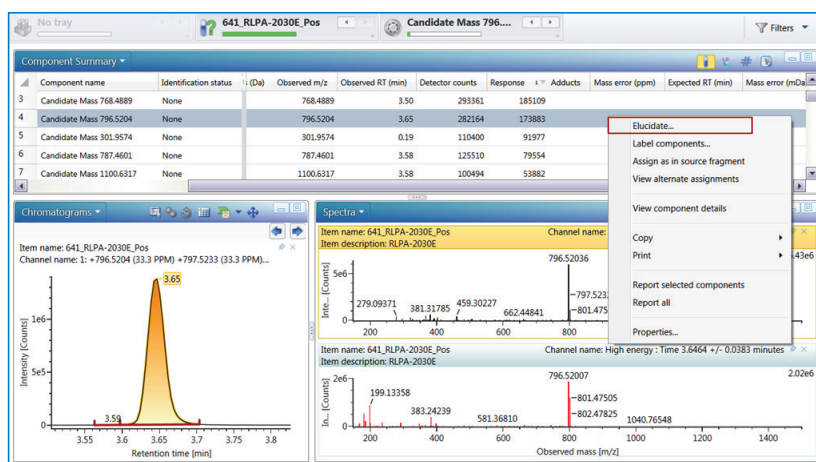 No tray
641_RLPA-2030E_Pos
Candidate Mass 796....
Filters
Component Summary
Component name Identification status (Da) Observed m/z Observed RT (min) Detector counts Response Adducts Mass error (ppm) Expected RT (min) Mass error (mDa
3 Candidate Mass 768.4889 None 768.4889 3.50 293361 185109
4 Candidate Mass 796.5204 None 796.5204 3.65 282164 173883
5 Candidate Mass 301.9574 None 301.9574 0.19 110400 91977
6 Candidate Mass 787.4601 None 787.4601 3.58 125510 79554
7 Candidate Mass 1100.6317 None 1100.6317 3.58 100494 53882
Elucidate...
Label components...
Assign as in source fragment
View alternate assignments
View component details
Copy
Print
Report selected components
Report all
Properties...
Chromatograms
Item name: 641_RLPA-2030E_Pos
Channel name: 1: +796.5204 (33.3 PPM) +797.5233 (33.3 PPM)...
3.65
1e6
5e5
0
3.59
Intensity [Counts]
3.55 3.6 3.65 3.7 3.75 3.8
Retention time [min]
Spectra
Item name: 641_RLPA-2030E_Pos Channel name:
Item description: RLPA-2030E
796.52036 .43e6
5e6
279.09371 381.31785 459.30227 662.44841
797.523
801.475
0
Inte... [Counts]
200 400 600 800
Item name: 641_RLPA-2030E_Pos Channel name: High energy : Time 3.6464 +/- 0.0383 minutes
Item description: RLPA-2030E
796.52007 2.02e6
2e6
199.13358
801.47505
383.24239
802.47825
581.36810
1040.76548
0
In... [Counts]
200 400 600 800 1000 1200 1400
Observed mass [m/z]